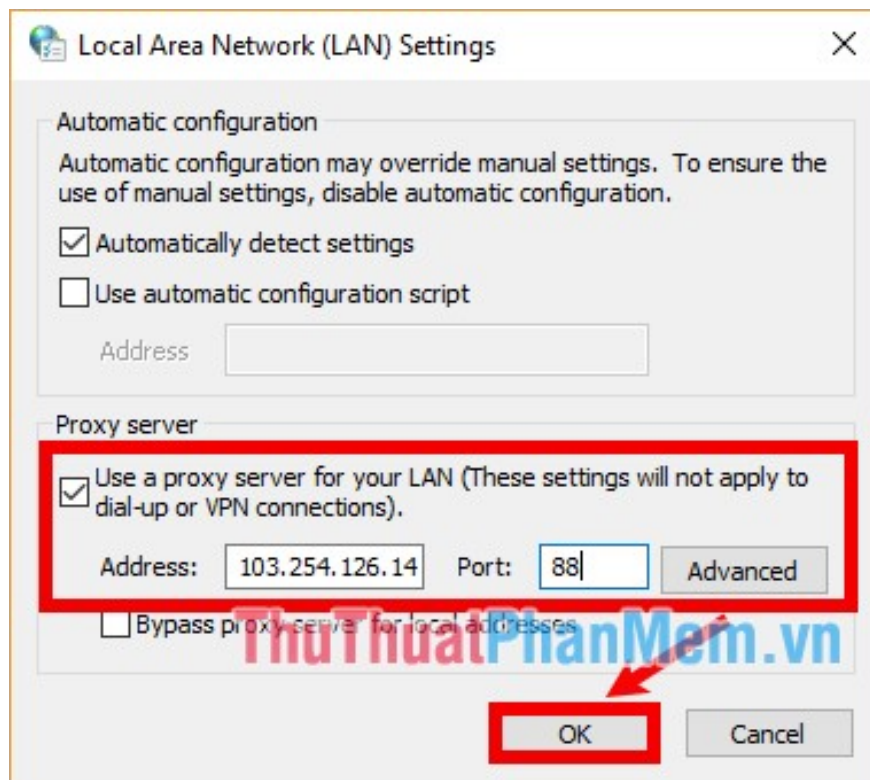 Local Area Network (LAN) Settings
Automatic configuration
Automatic configuration may override manual settings. To ensure the
use of manual settings, disable automatic configuration.
Automatically detect settings
Use automatic configuration script
Address
Proxy server
Use a proxy server for your LAN (These settings will not apply to
dial-up or VPN connections).
Address: 103.254.126.14 Port: 88 Advanced
Bypass proxy server for local addresses
ThuThuatPhanMem.vn
OK Cancel